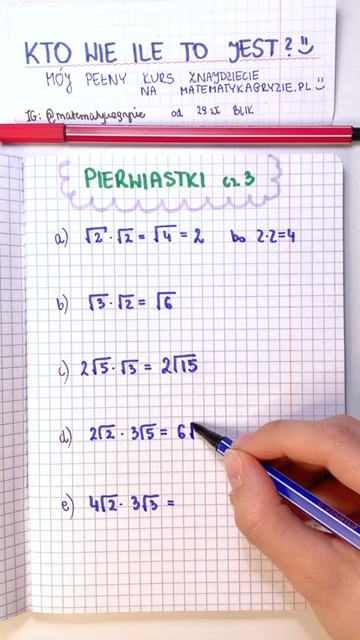 KTO WIE ILE TO JEST? :)
MÓJ PEŁNY KURS ZNAJDZIECIE
NA MATEMATYKAGRYZIE.PL :)
IG: @matematykagryzie od 29 zł BLIK
PIERWIASTKI cz. 3
a) √2 · √2 = √4 = 2 bo 2·2=4
b) √3 · √2 = √6
c) 2√5 · √3 = 2√15
d) 2√2 · 3√5 = 6√
e) 4√2 · 3√3 =